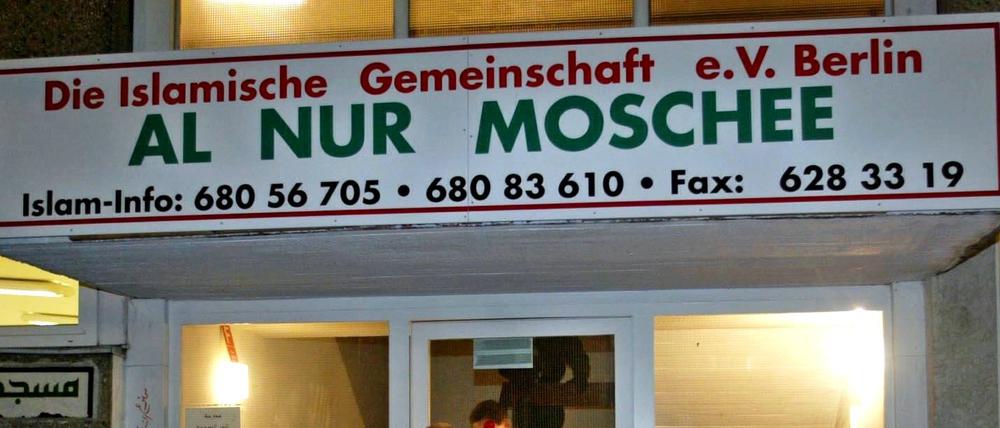 Die Islamische Gemeinschaft e.V. Berlin
AL NUR MOSCHEE
Islam-Info: 680 56 705 • 680 83 610 • Fax: 628 33 19
مسجد